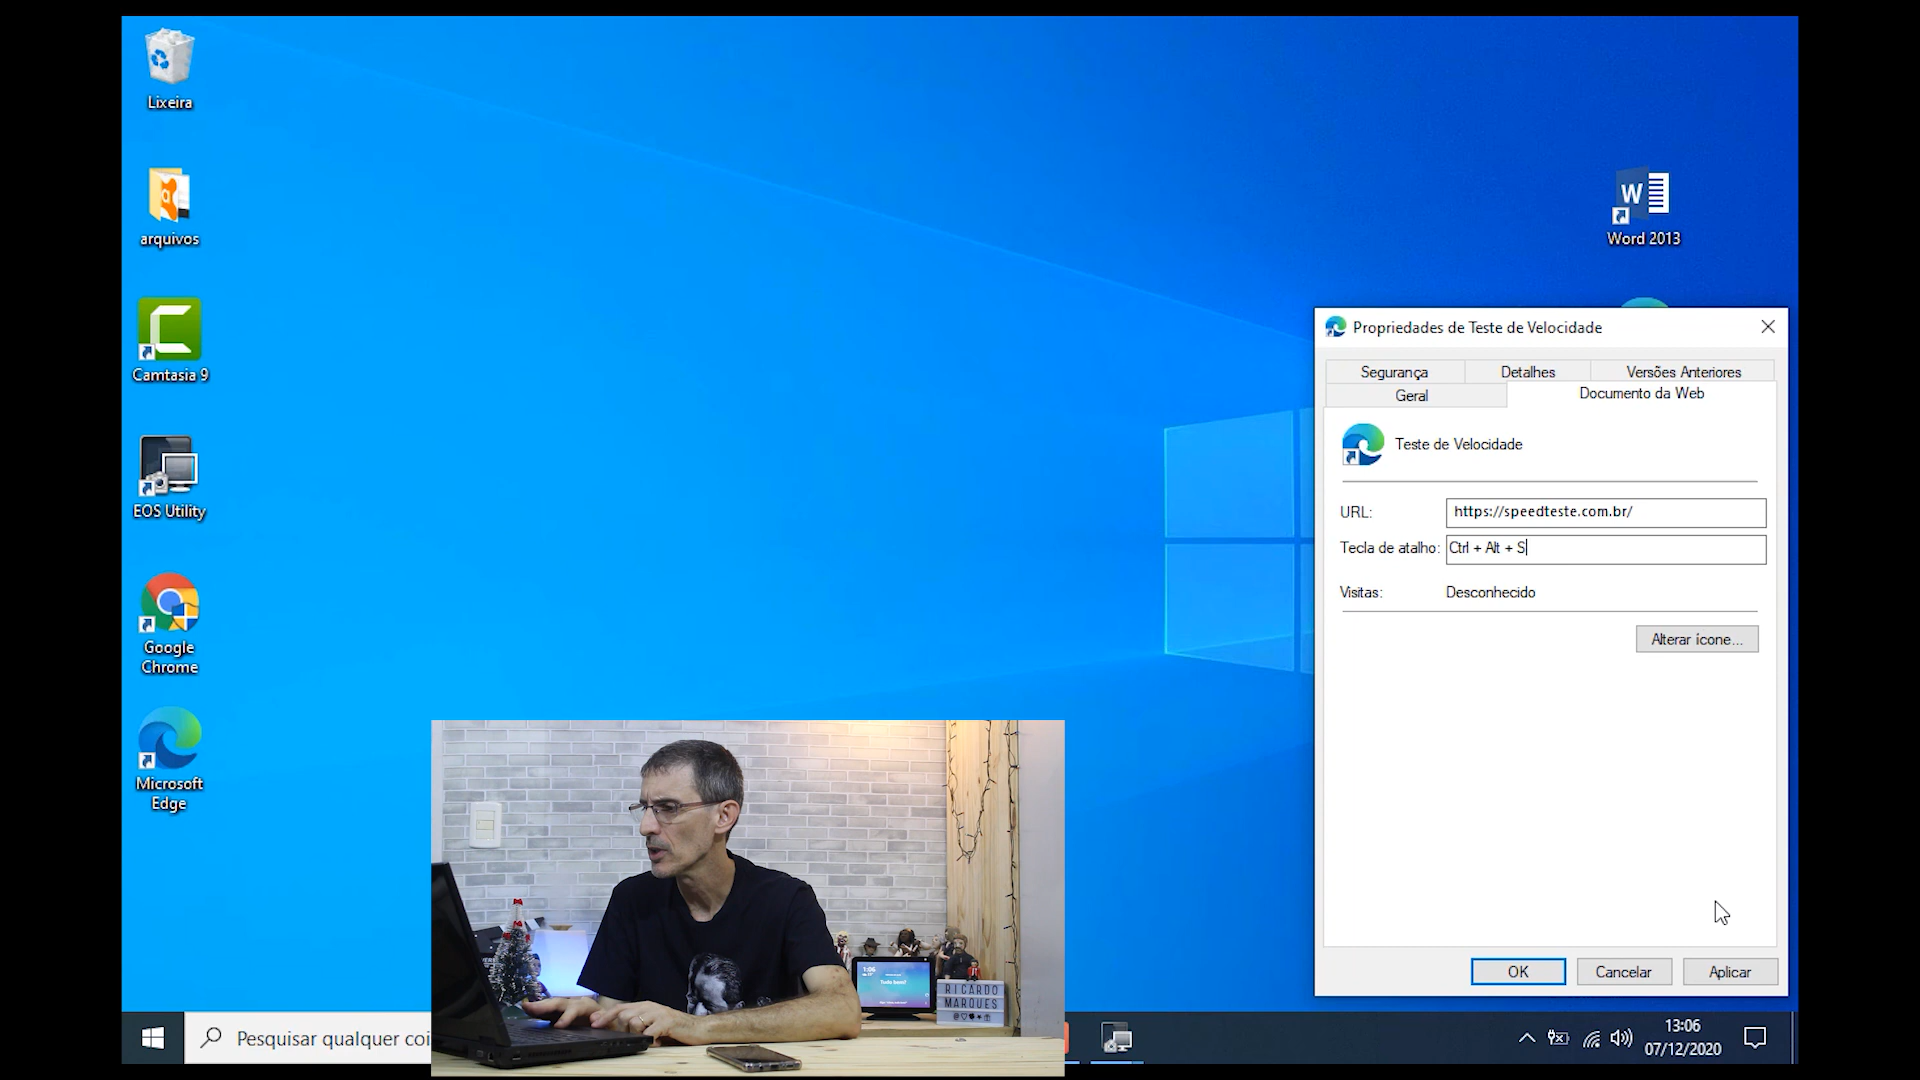 Lixeira
arquivos
Camtasia 9
EOS Utility
Google
Chrome
Microsoft
Edge
W
Word 2013
Propriedades de Teste de Velocidade
Segurança
Detalhes
Versões Anteriores
Geral
Documento da Web
Teste de Velocidade
URL:
https://speedteste.com.br/
Tecla de atalho:
Ctrl + Alt + S
Visitas:
Desconhecido
Alterar ícone...
OK
Cancelar
Aplicar
1:06
RICARDO
MARQUES
Pesquisar qualquer coi
13:06
07/12/2020